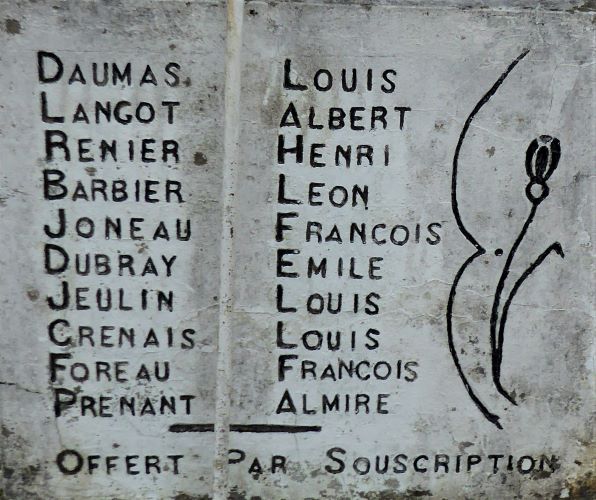 DAUMAS LOUIS
LANGOT ALBERT
RENIER HENRI
BARBIER LEON
JONEAU FRANCOIS
DUBRAY EMILE
JEULIN LOUIS
CRENAIS LOUIS
FOREAU FRANCOIS
PRENANT ALMIRE
OFFERT PAR SOUSCRIPTION